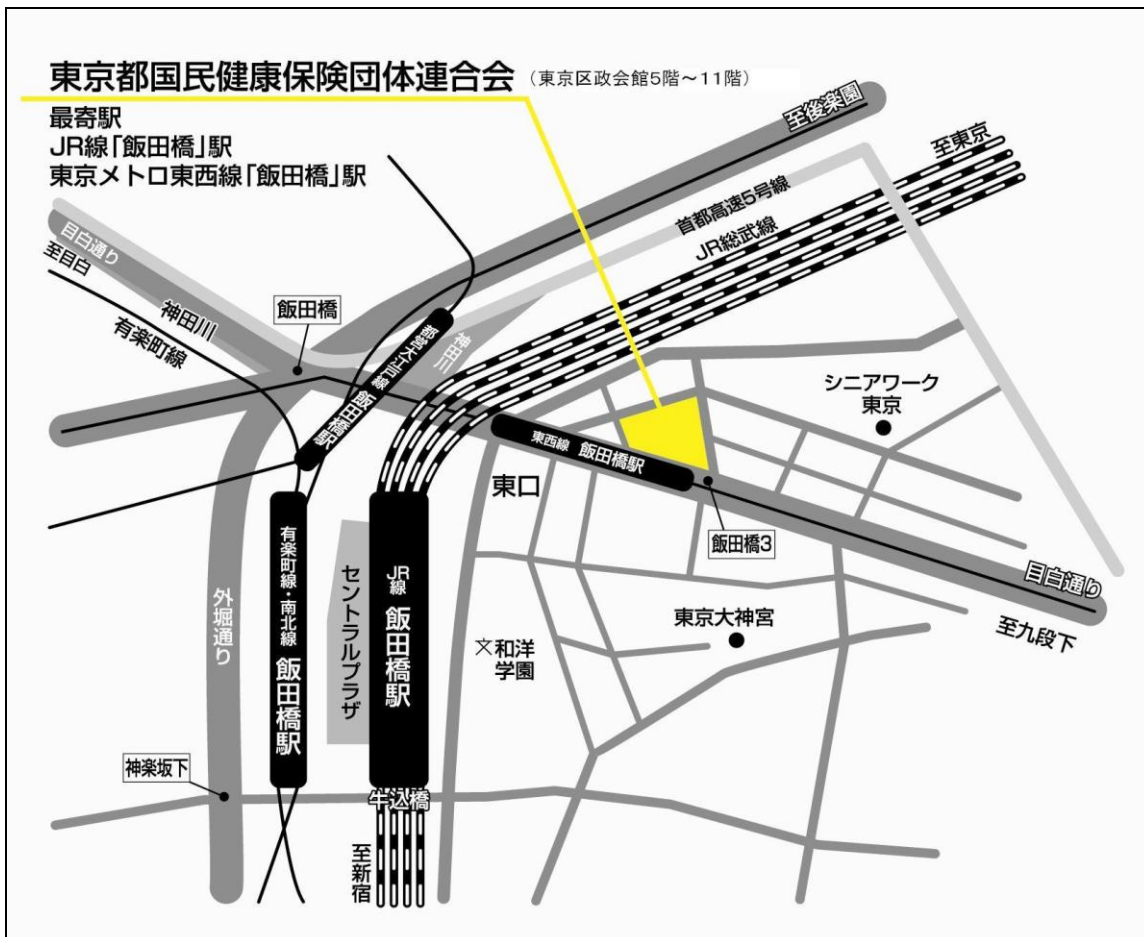 東京都国民健康保険団体連合会 (東京区政会館5階~11階)
最寄駅
JR線「飯田橋」駅
東京メトロ東西線「飯田橋」駅
至後楽園
至東京
首都高速5号線
JR総武線
目白通り
至目白
神田川
有楽町線
飯田橋
都営大江戸線 飯田橋駅
神田川
シニアワーク
東京
東西線 飯田橋駅
東口
飯田橋3
目白通り
至九段下
有楽町線・南北線 飯田橋駅
セントラルプラザ
JR線 飯田橋駅
外堀通り
東京大神宮
文和洋
学園
神楽坂下
牛込橋
至新宿